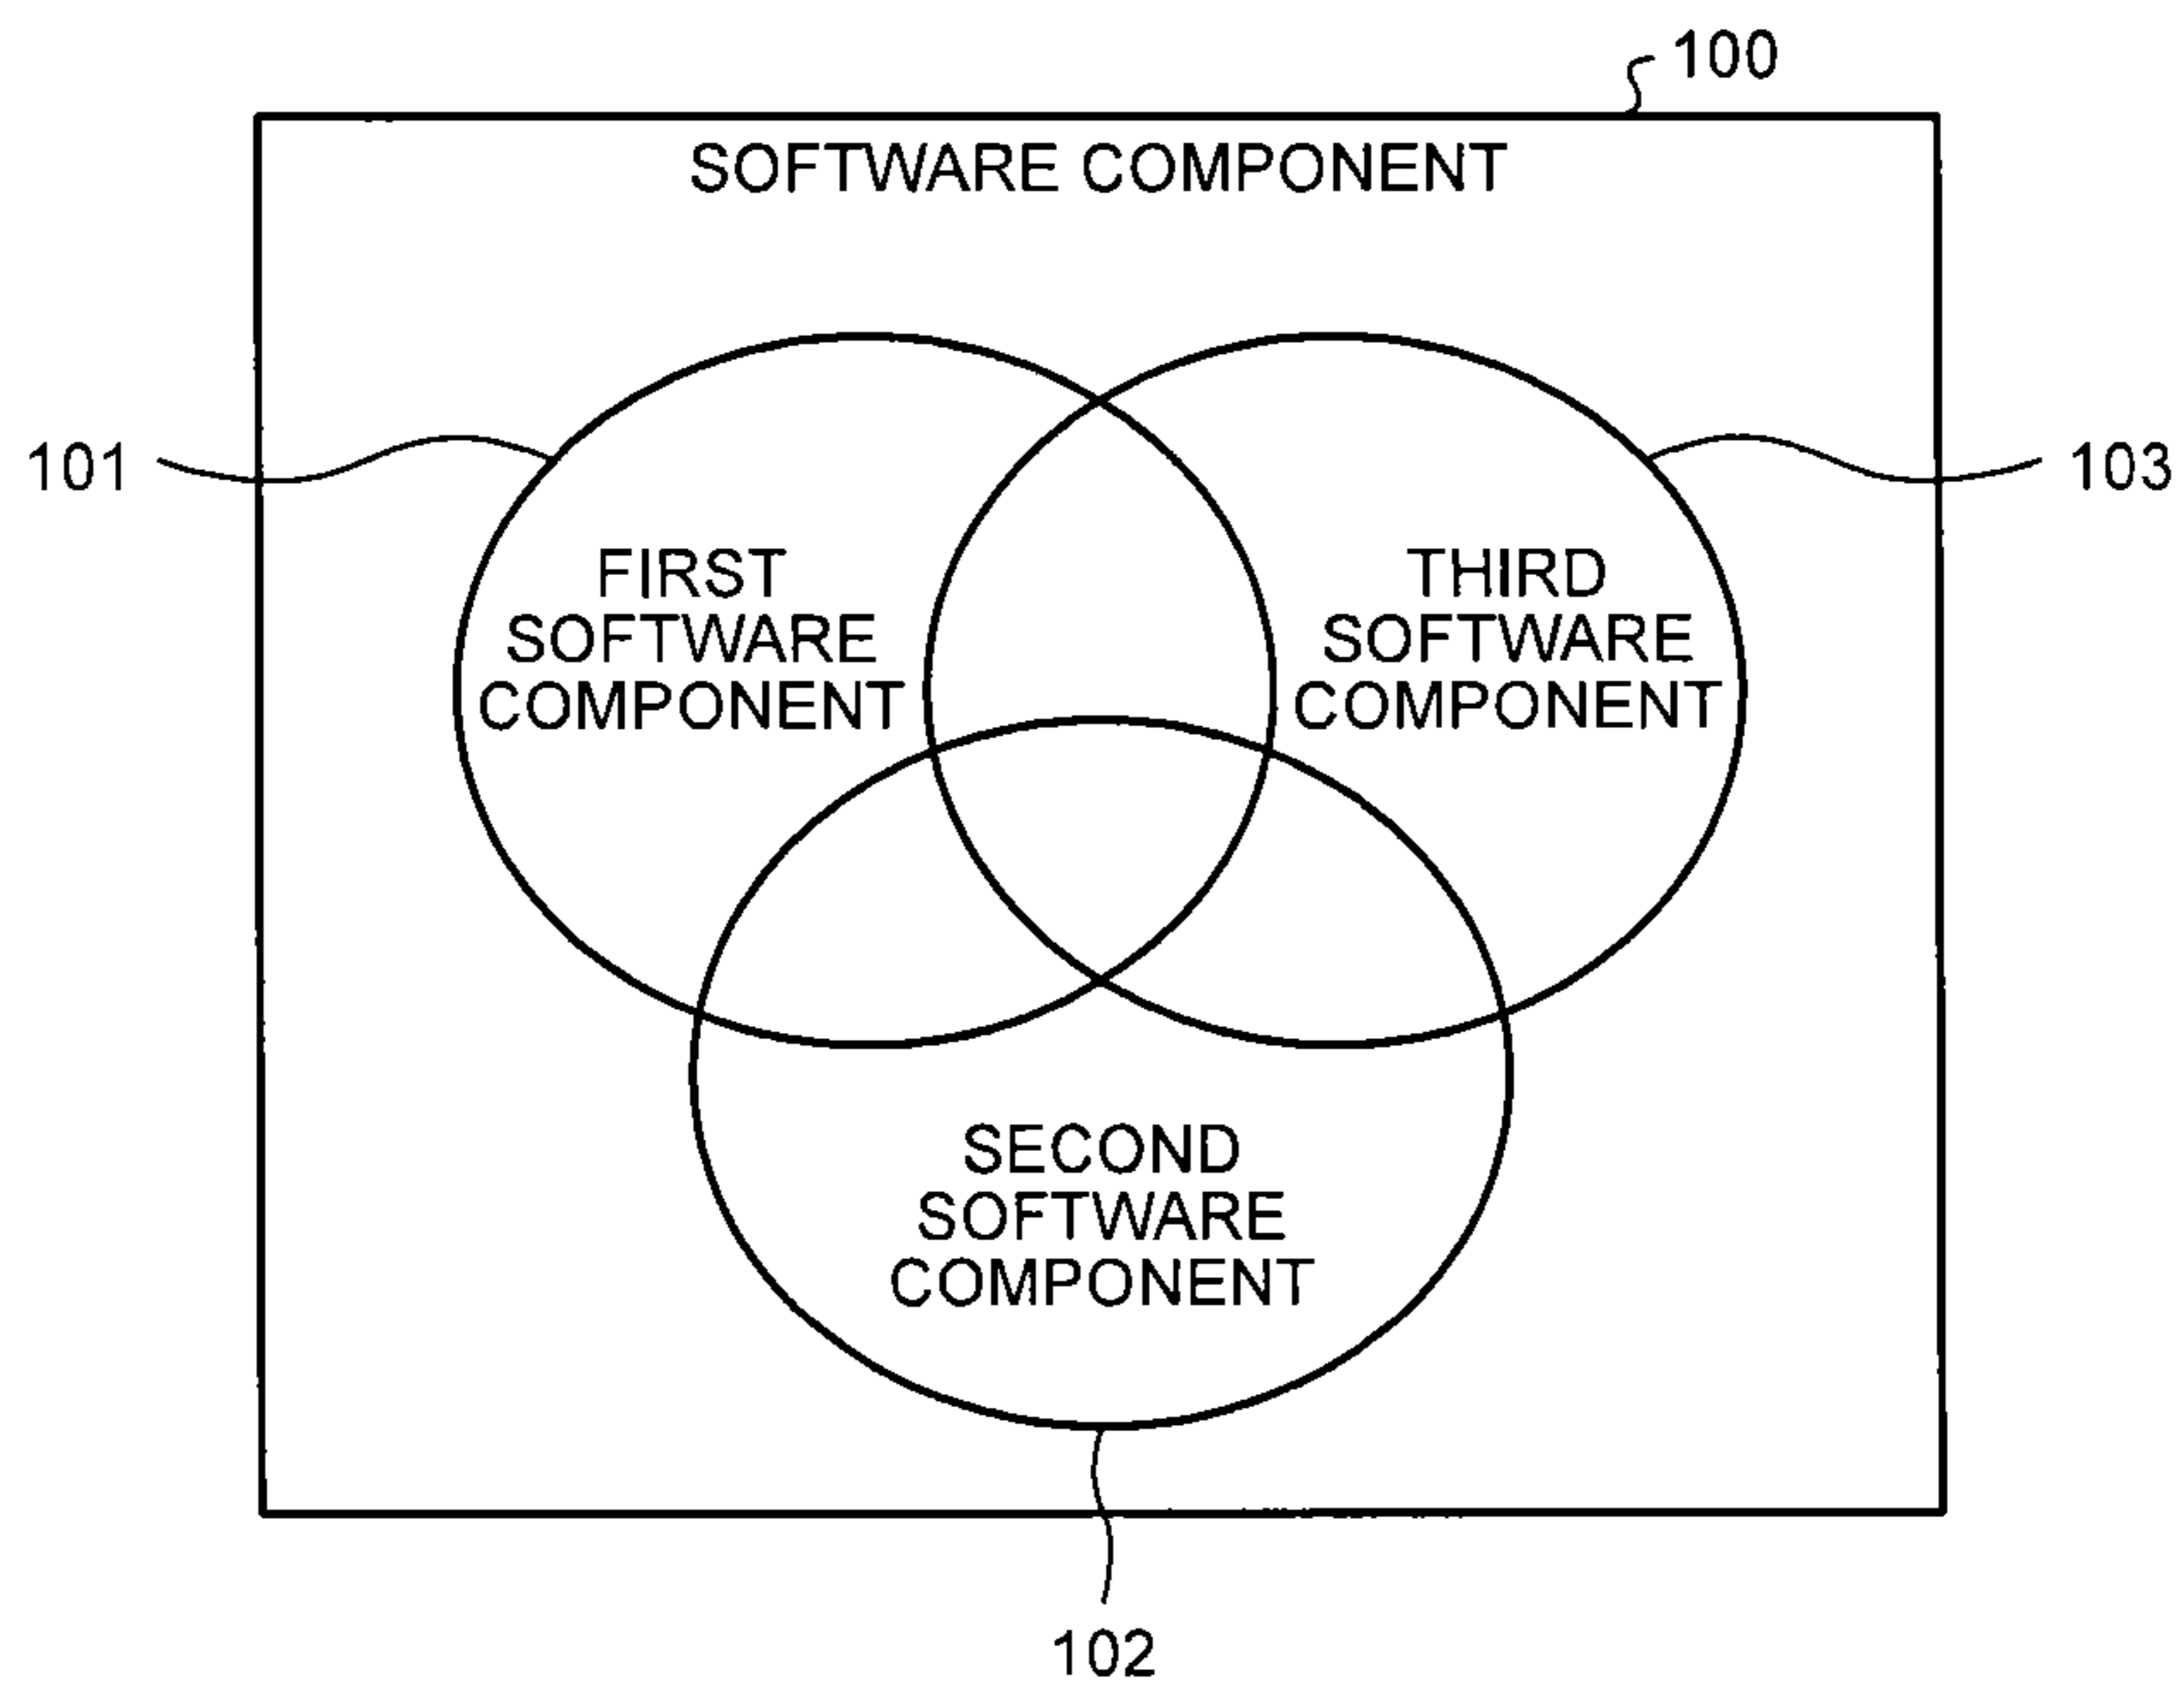 100
SOFTWARE COMPONENT
101
103
FIRST
SOFTWARE
COMPONENT
THIRD
SOFTWARE
COMPONENT
SECOND
SOFTWARE
COMPONENT
102